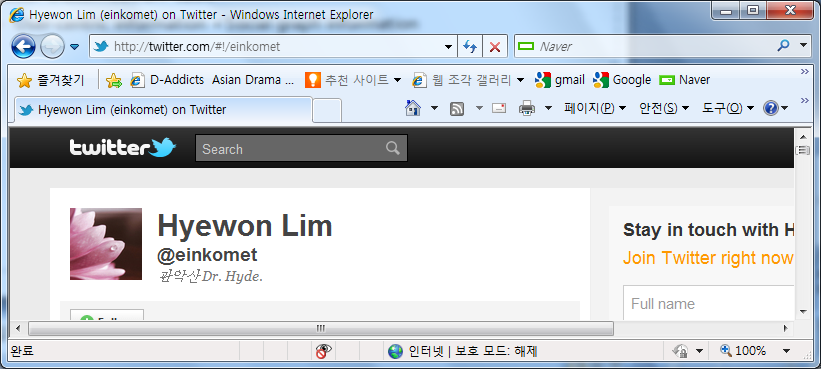 Hyewon Lim (einkomet) on Twitter - Windows Internet Explorer
http://twitter.com/#!/einkomet
Naver
즐겨찾기
D-Addicts Asian Drama ...
추천 사이트
웹 조각 갤러리
gmail
Google
Naver
Hyewon Lim (einkomet) on Twitter
페이지(P)
안전(S)
도구(O)
twitter
Search
Hyewon Lim
@einkomet
관악산 Dr. Hyde.
Stay in touch with H
Join Twitter right now
Full name
완료
인터넷 | 보호 모드: 해제
100%